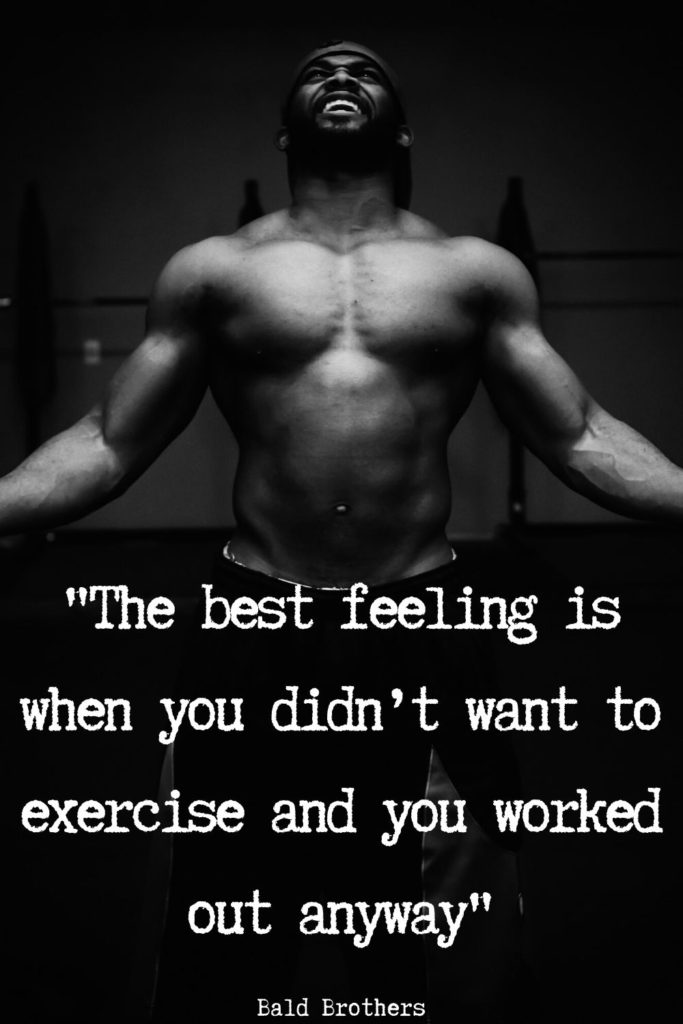 "The best feeling is
when you didn't want to
exercise and you worked
out anyway"
Bald Brothers